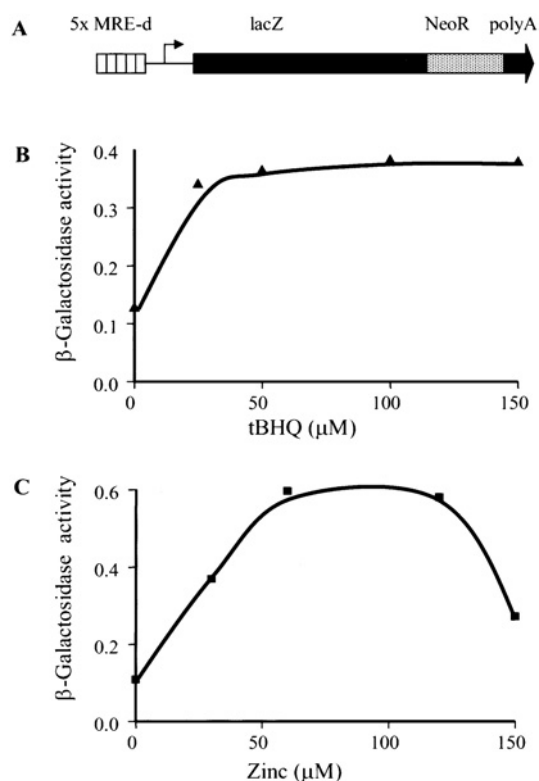 A
5x MRE-d lacZ NeoR polyA
B
β-Galactosidase activity
0.4
0.3
0.2
0.1
0.0
0 50 100 150
tBHQ (μM)
C
β-Galactosidase activity
0.6
0.4
0.2
0.0
0 50 100 150
Zinc (μM)